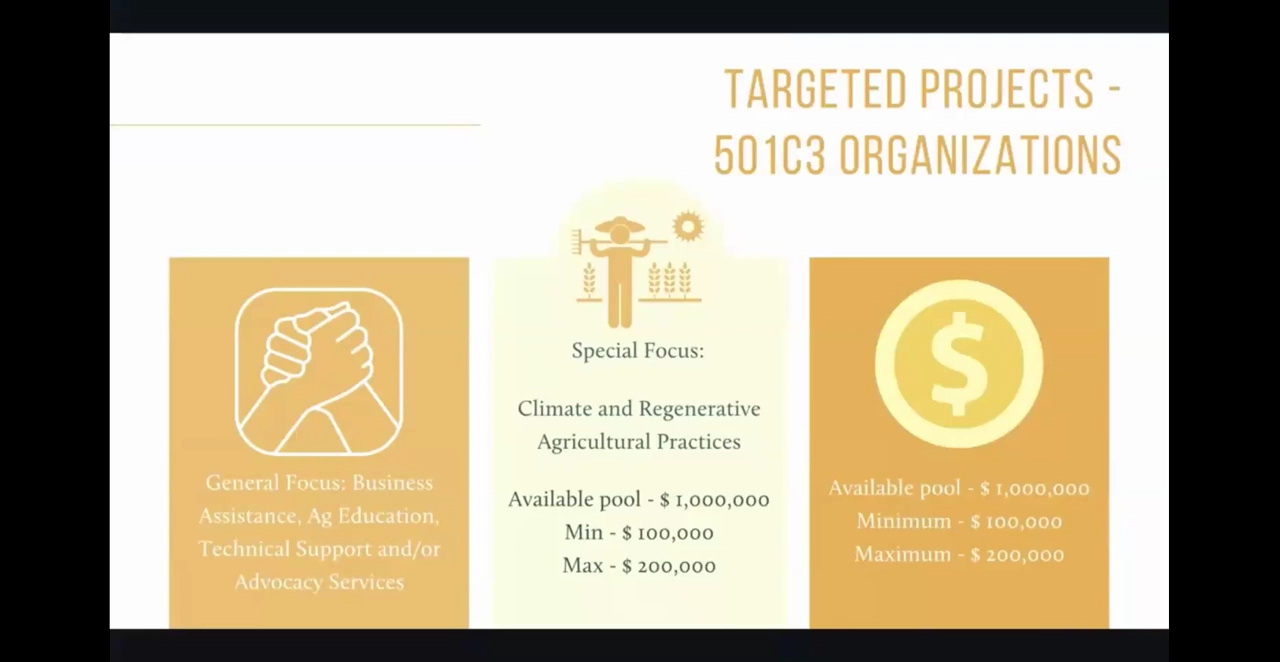 TARGETED PROJECTS -
501C3 ORGANIZATIONS
General Focus: Business
Assistance, Ag Education,
Technical Support and/or
Advocacy Services
Special Focus:
Climate and Regenerative
Agricultural Practices
Available pool - $ 1,000,000
Min - $ 100,000
Max - $ 200,000
$
Available pool - $ 1,000,000
Minimum - $ 100,000
Maximum - $ 200,000